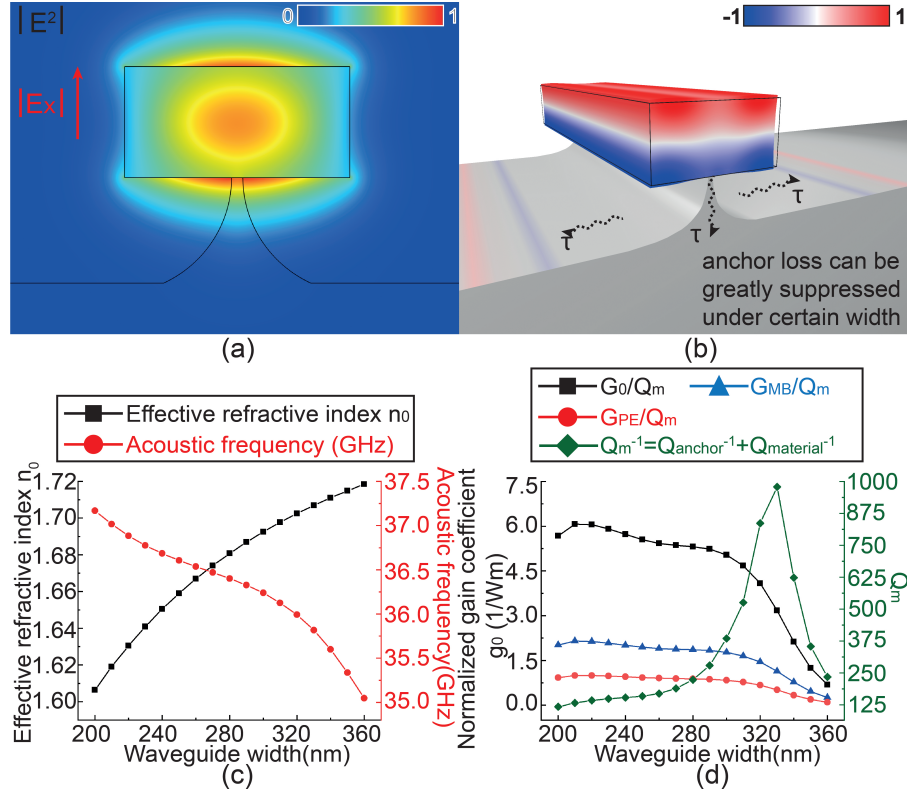 |E²|
0
1
|Ex|
(a)
-1
1
τ
τ
τ
anchor loss can be
greatly suppressed
under certain width
(b)
Effective refractive index n₀
Acoustic frequency (GHz)
Effective refractive index n₀
1.72
1.70
1.68
1.66
1.64
1.62
1.60
37.5
37.0
36.5
36.0
35.5
35.0
Acoustic frequency(GHz)
200
240
280
320
360
Waveguide width(nm)
(c)
G₀/Qₘ
G_MB/Qₘ
G_PE/Qₘ
Qₘ⁻¹=Q_anchor⁻¹+Q_material⁻¹
Normalized gain coefficient
g₀ (1/Wm)
7.5
6.0
4.5
3.0
1.5
0.0
1000
875
750
625
500
375
250
125
Qₘ
200
240
280
320
360
Waveguide width(nm)
(d)